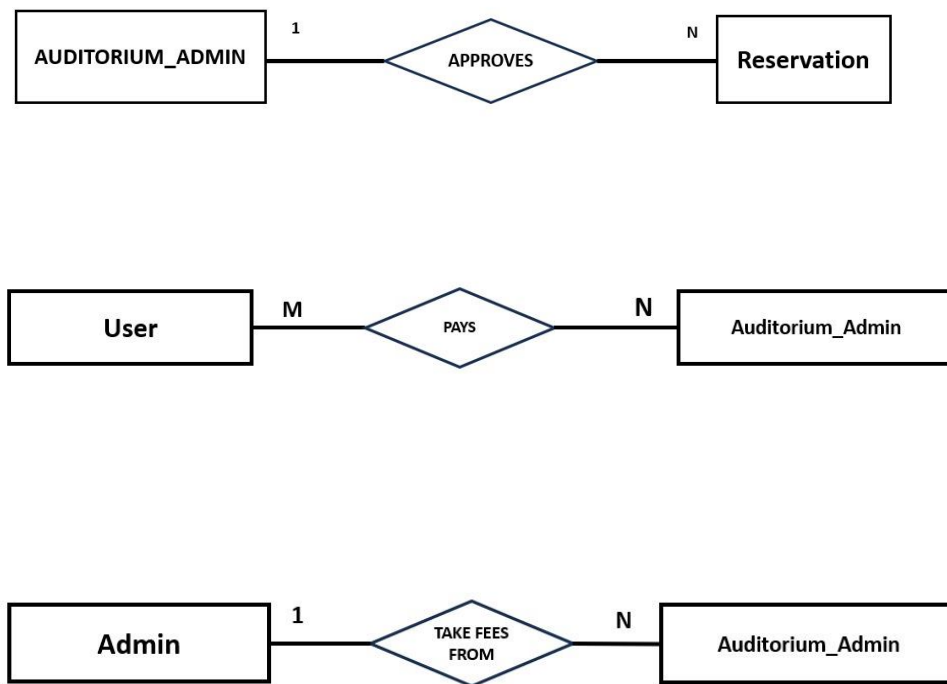 1
N
AUDITORIUM_ADMIN
APPROVES
Reservation
M
N
User
PAYS
Auditorium_Admin
1
N
Admin
TAKE FEES
FROM
Auditorium_Admin